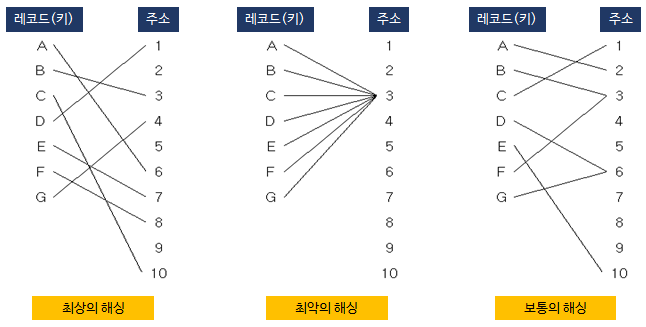 레코드(키) 주소 레코드(키) 주소 레코드(키) 주소
A 1 A 1 A 1
B 2 B 2 B 2
C 3 C 3 C 3
D 4 D 4 D 4
E 5 E 5 E 5
F 6 F 6 F 6
G 7 G 7 G 7
8 8 8
9 9 9
10 10 10
최상의 해싱 최악의 해싱 보통의 해싱